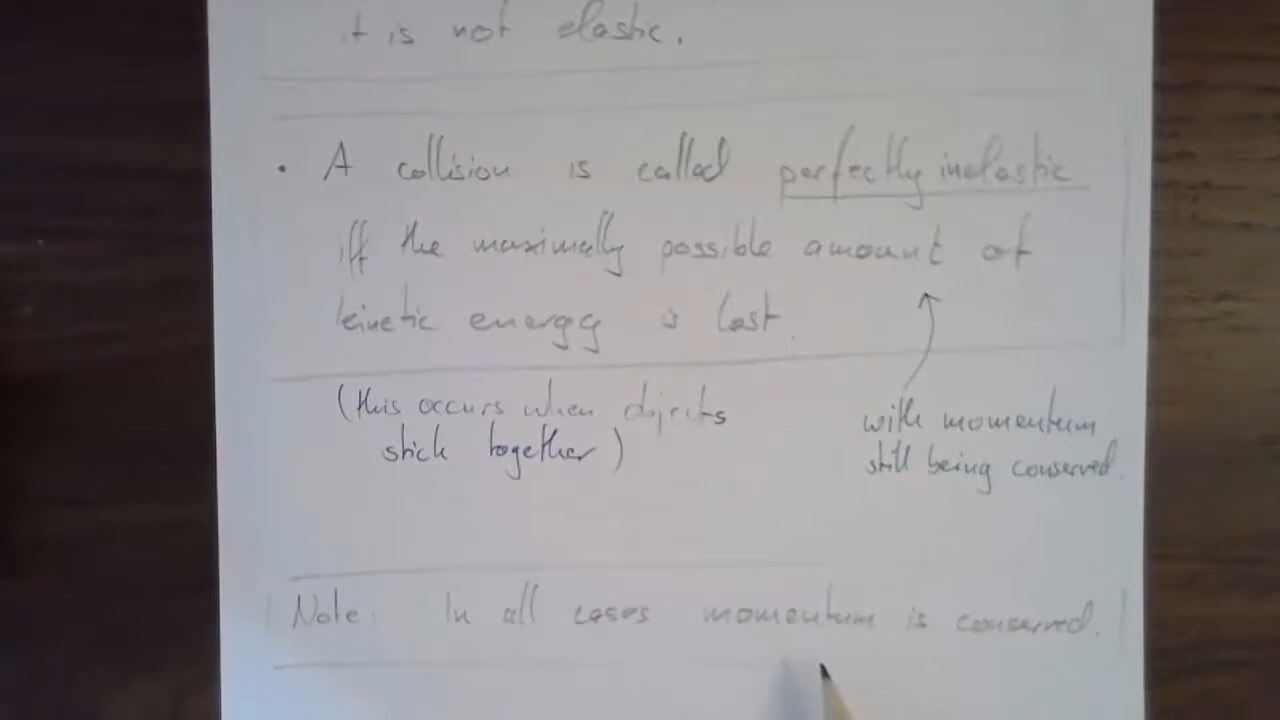 it is not elastic.
• A collision is called perfectly inelastic
iff the maximally possible amount of
kinetic energy is lost.
(this occurs when objects
stick together)
with momentum
still being conserved.
Note: In all cases momentum is conserved.